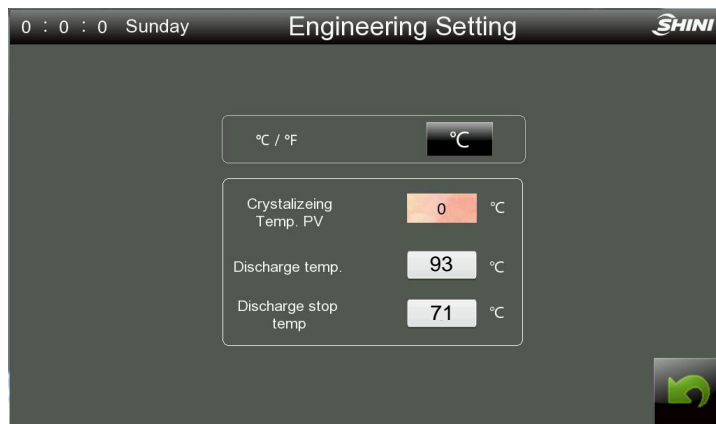 0 : 0 : 0 Sunday Engineering Setting SHINI
°C / °F °C
Crystalizeing
Temp. PV 0 °C
Discharge temp. 93 °C
Discharge stop
temp 71 °C